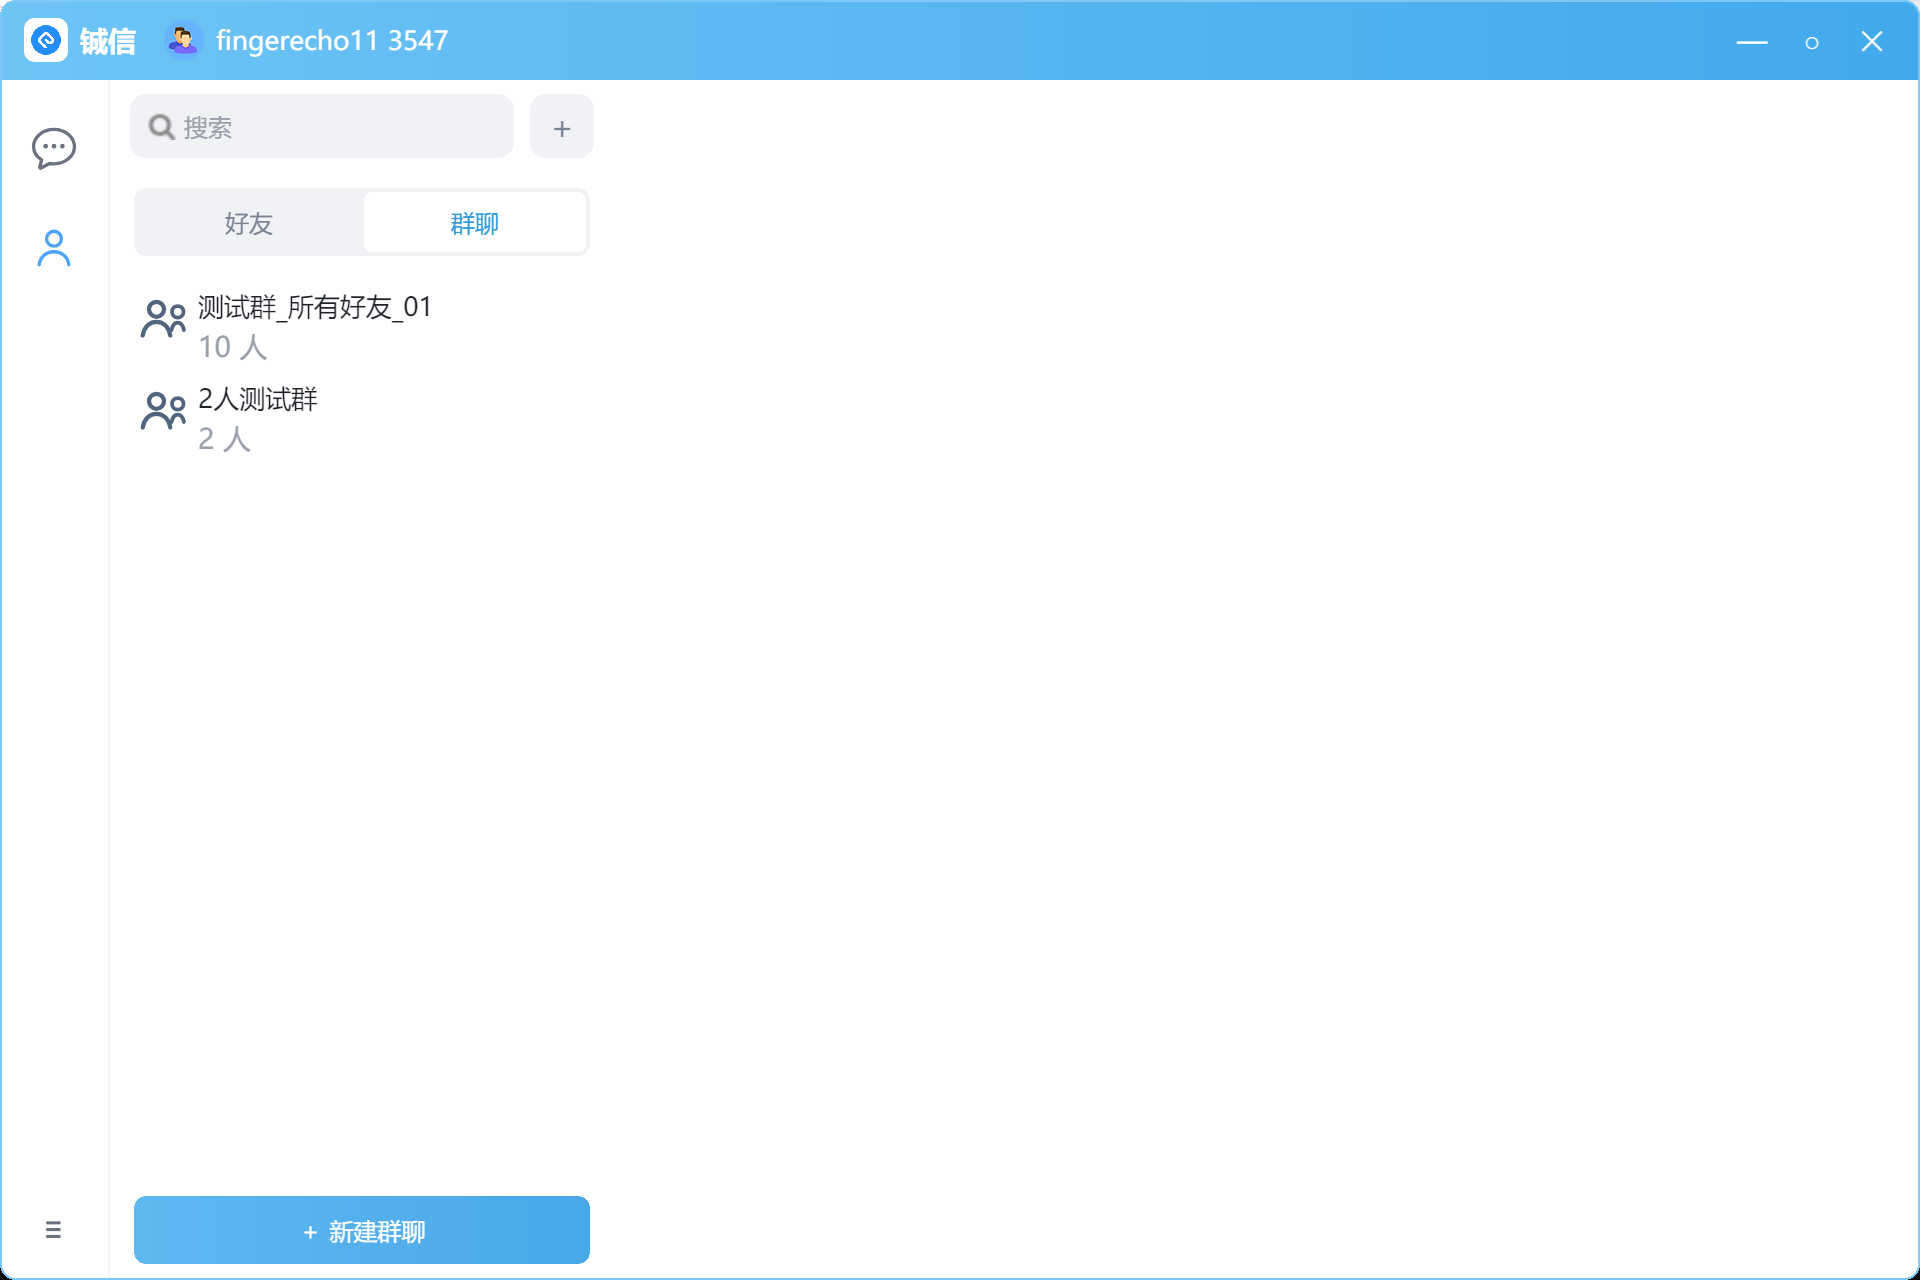 铖信 fingerecho11 3547
搜索 +
好友 群聊
测试群_所有好友_01
10 人
2人测试群
2 人
+ 新建群聊